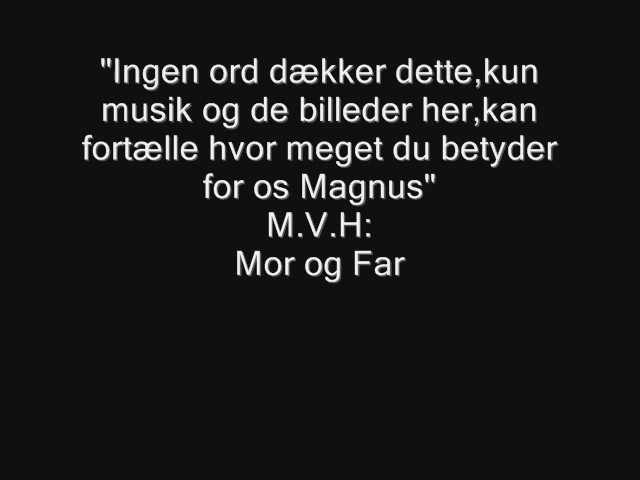 "Ingen ord dækker dette,kun
musik og de billeder her,kan
fortælle hvor meget du betyder
for os Magnus"
M.V.H:
Mor og Far